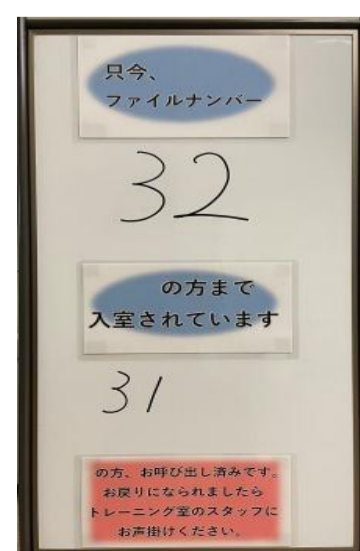 只今、
ファイルナンバー
32
の方まで
入室されています
31
の方、お呼び出し済みです。
お戻りになられましたら
トレーニング室のスタッフに
お声掛けください。